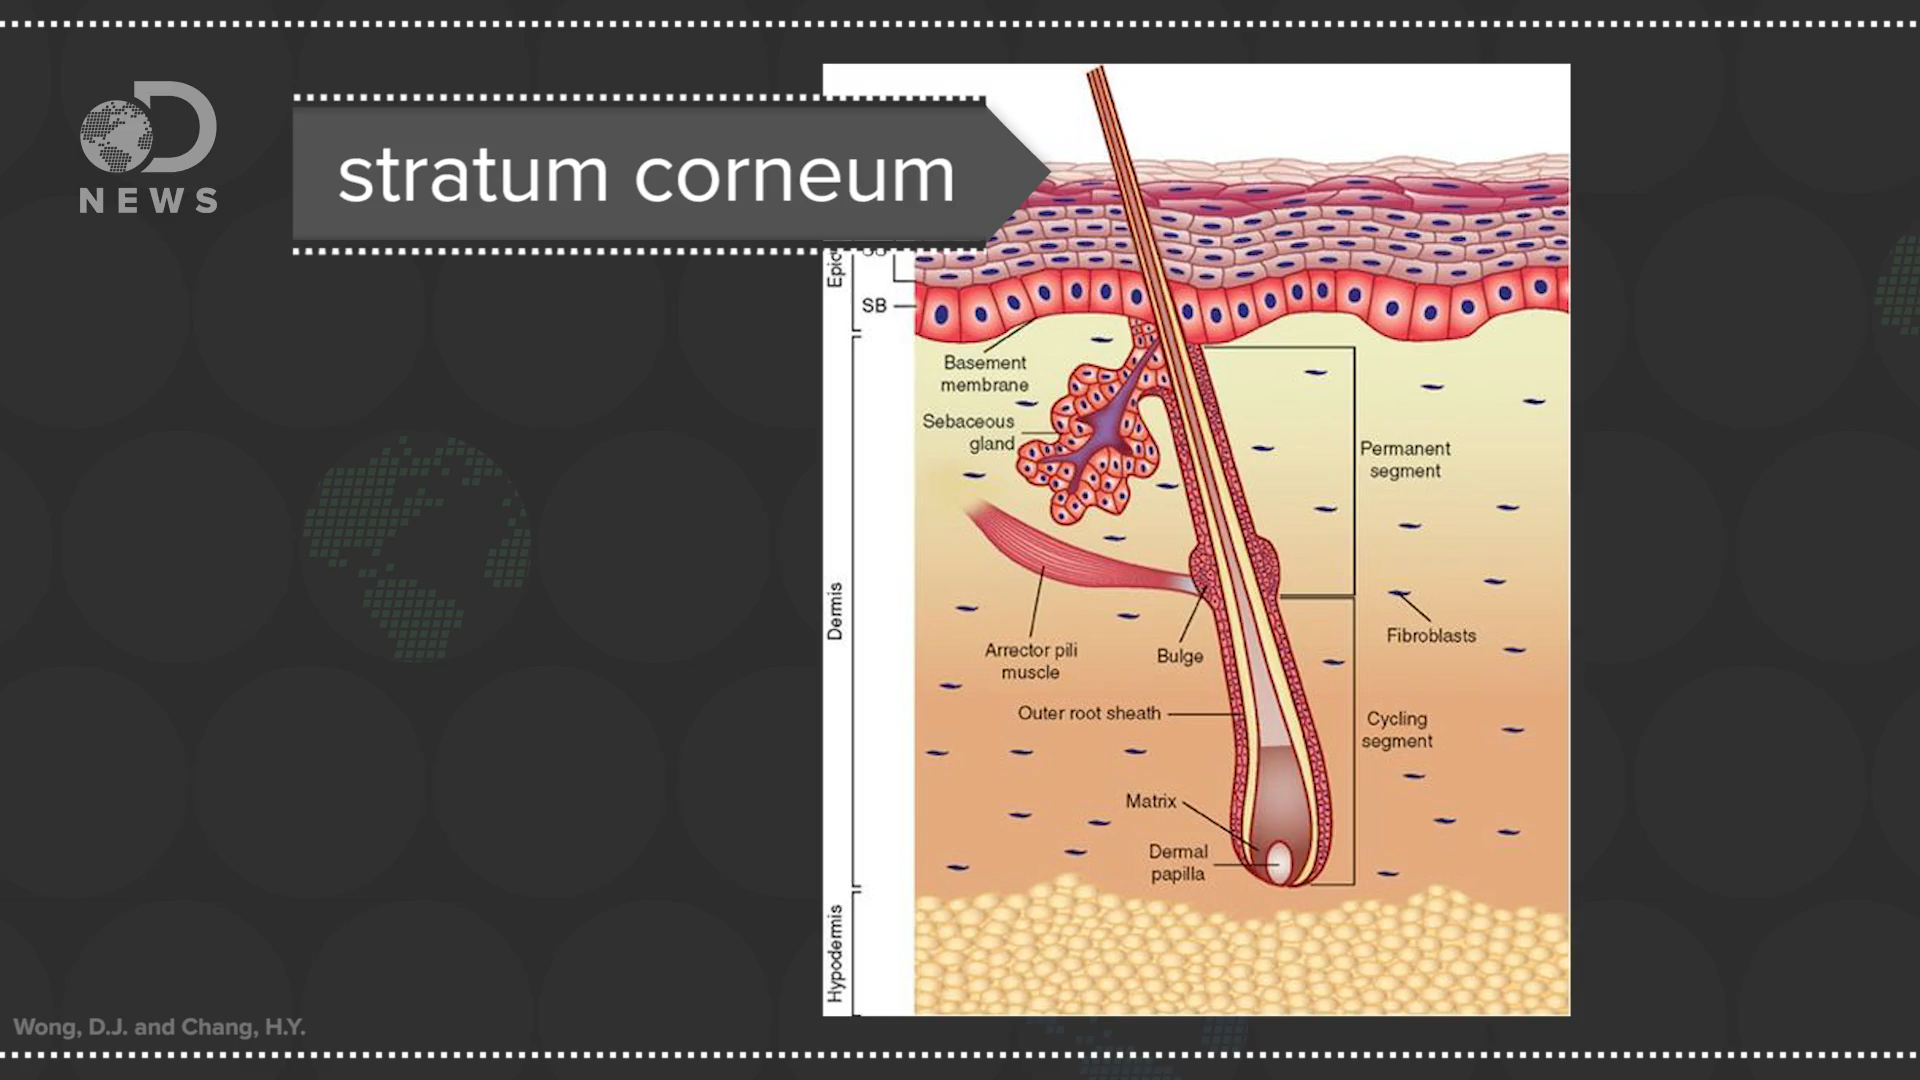 NEWS
stratum corneum
SB
Basement
membrane
Sebaceous
gland
Permanent
segment
Dermis
Fibroblasts
Arrector pili
muscle
Bulge
Outer root sheath
Cycling
segment
Matrix
Dermal
papilla
Hypodermis
Wong, D.J. and Chang, H.Y.